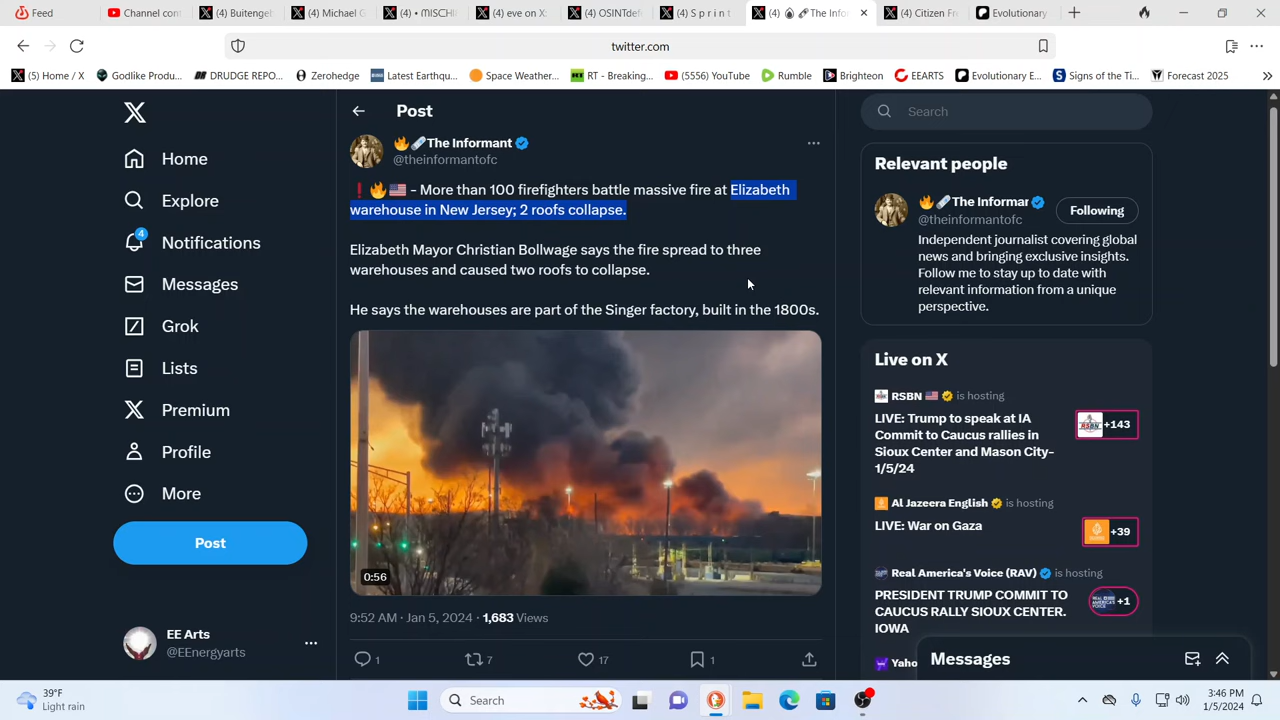 Feed
Channel cont
(4) Buitengeb
(4) Michael G
(4) • MISCHI
(4) eve on X:
(4) OSINTdef
(4) S p r i n t
(4) 🔥🗞The Infor
(4) Citizen Fr
Evolutionary
twitter.com
(5) Home / X
Godlike Produ...
DRUDGE REPO...
Zerohedge
Latest Earthqu...
Space Weather...
RT - Breaking...
(5556) YouTube
Rumble
Brighteon
EEARTS
Evolutionary E...
Signs of the Ti...
Forecast 2025
Post
🔥🗞The Informant
@theinformantofc
❗🔥🇺🇸 - More than 100 firefighters battle massive fire at Elizabeth
warehouse in New Jersey; 2 roofs collapse.
Elizabeth Mayor Christian Bollwage says the fire spread to three
warehouses and caused two roofs to collapse.
He says the warehouses are part of the Singer factory, built in the 1800s.
0:56
9:52 AM · Jan 5, 2024 · 1,683 Views
1
7
17
1
Home
Explore
4
Notifications
Messages
Grok
Lists
Premium
Profile
More
Post
EE Arts
@EEnergyarts
Search
Relevant people
🔥🗞The Informar
@theinformatofc
Following
Independent journalist covering global
news and bringing exclusive insights.
Follow me to stay up to date with
relevant information from a unique
perspective.
Live on X
RSBN 🇺🇸 is hosting
LIVE: Trump to speak at IA
Commit to Caucus rallies in
Sioux Center and Mason City-
1/5/24
+143
Al Jazeera English is hosting
LIVE: War on Gaza
+39
Real America's Voice (RAV) is hosting
PRESIDENT TRUMP COMMIT TO
CAUCUS RALLY SIOUX CENTER.
IOWA
+1
Yaho
Messages
39°F
Light rain
Search
3:46 PM
1/5/2024